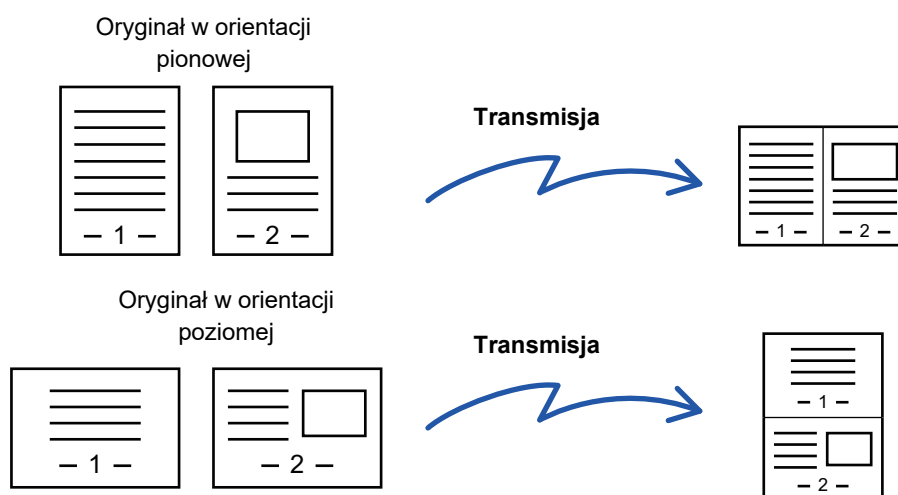 Oryginał w orientacji
pionowej
Transmisja
– 1 –
– 2 –
– 1 –
– 2 –
Oryginał w orientacji
poziomej
Transmisja
– 1 –
– 2 –
– 1 –
– 2 –